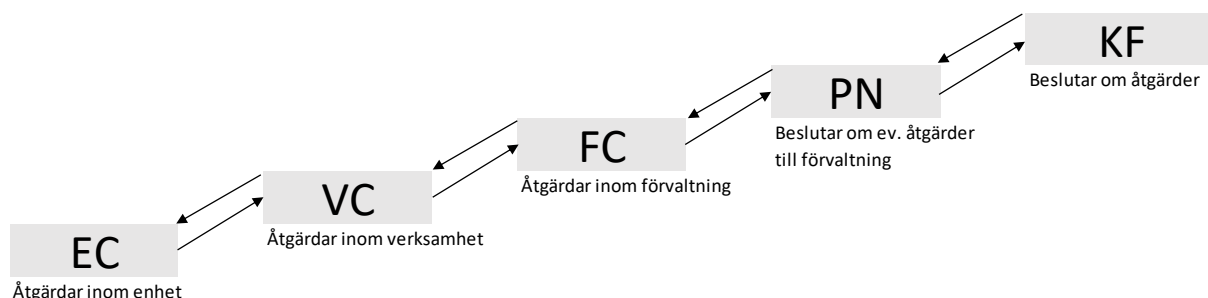 KF
Beslutar om åtgärder
PN
Beslutar om ev. åtgärder
till förvaltning
FC
Åtgärdar inom förvaltning
VC
Åtgärdar inom verksamhet
EC
Åtgärdar inom enhet